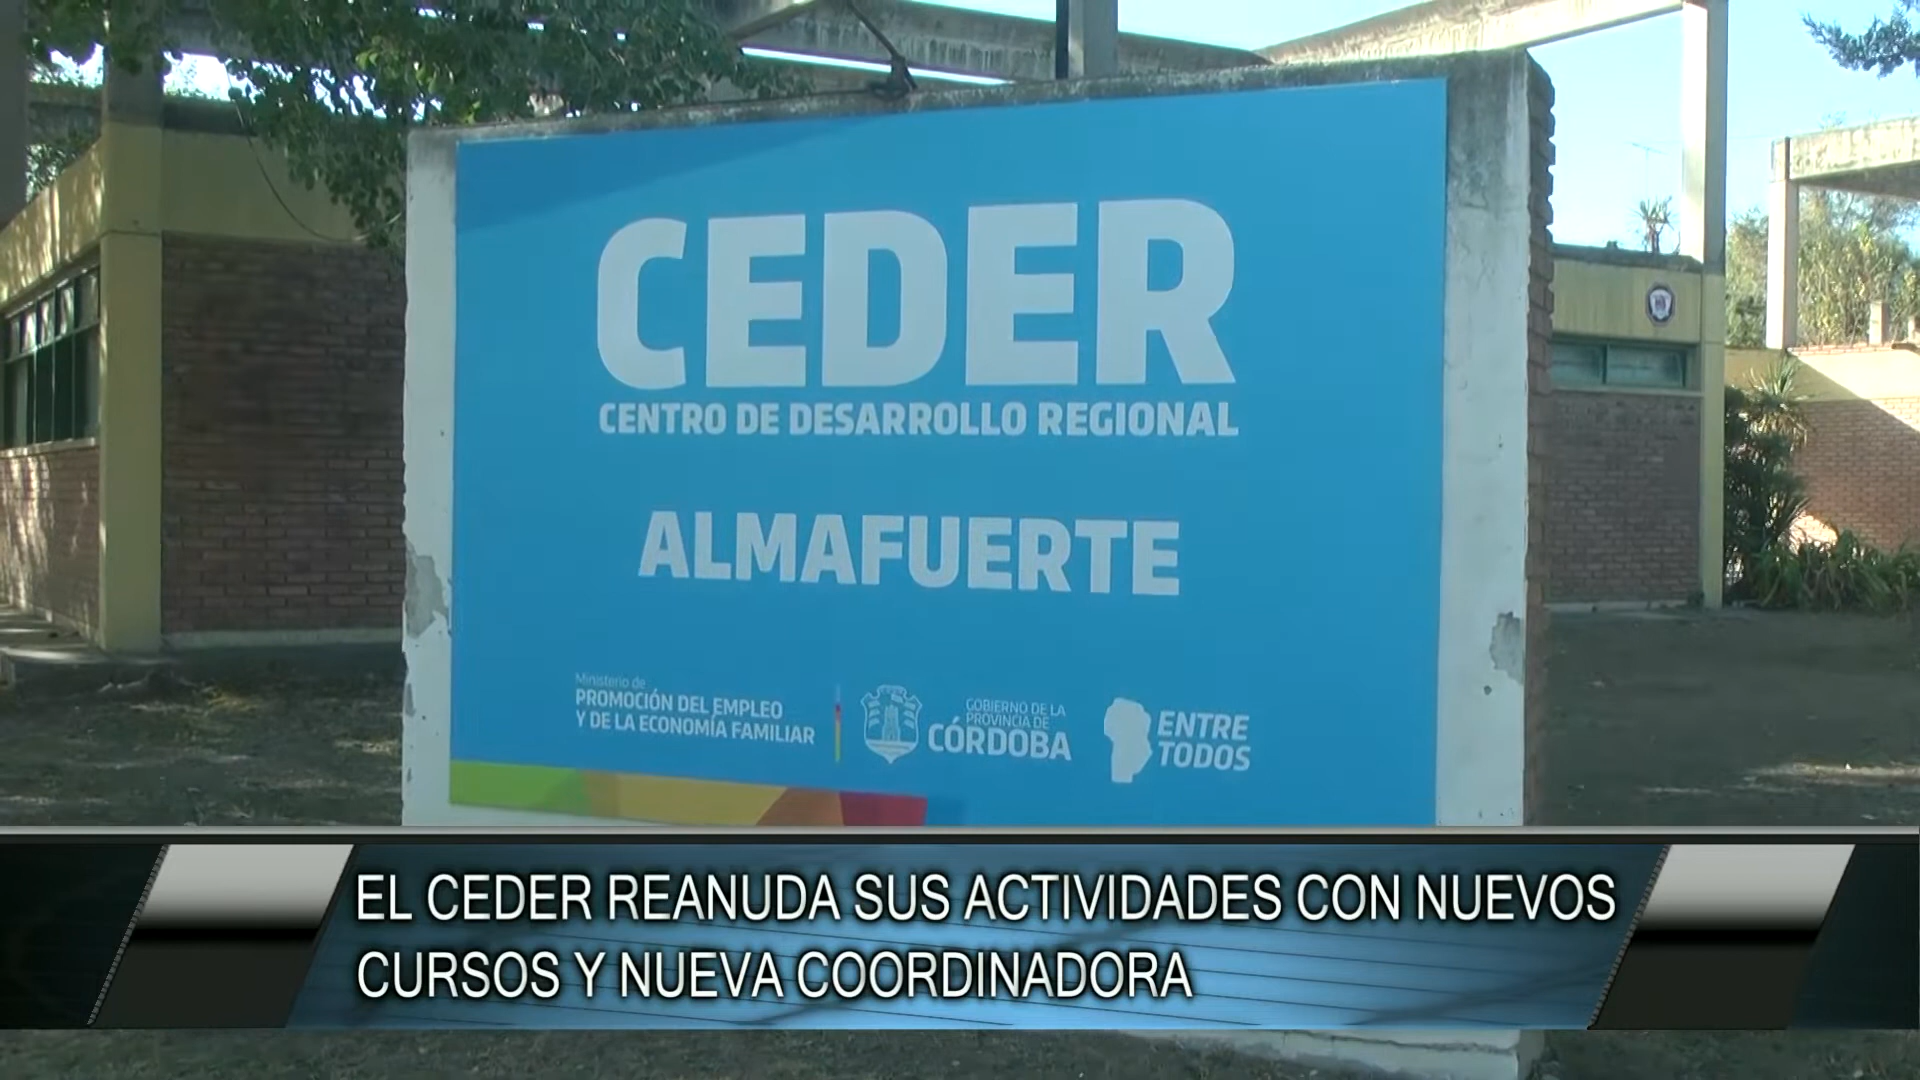 CEDER
CENTRO DE DESARROLLO REGIONAL
ALMAFUERTE
Ministerio de
PROMOCIÓN DEL EMPLEO
Y DE LA ECONOMÍA FAMILIAR
GOBIERNO DE LA
PROVINCIA DE
CÓRDOBA
ENTRE
TODOS
EL CEDER REANUDA SUS ACTIVIDADES CON NUEVOS
CURSOS Y NUEVA COORDINADORA